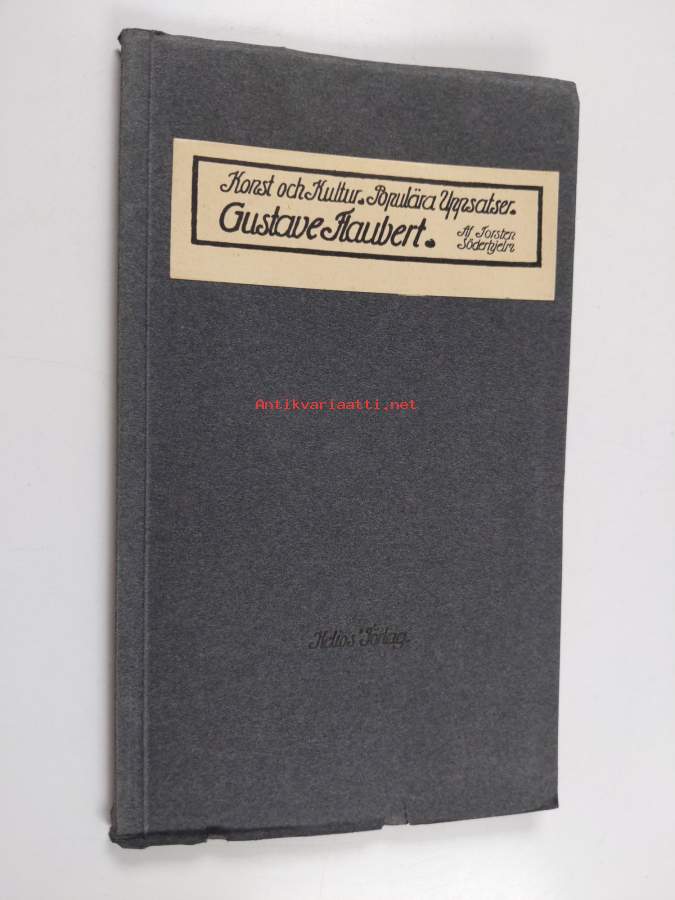 Konst och Kultur. Populära Uppsatser.
Gustave Flaubert.
Af Torsten
Söderhjelm
Antikvariaatti.net
Helios' Förlag.